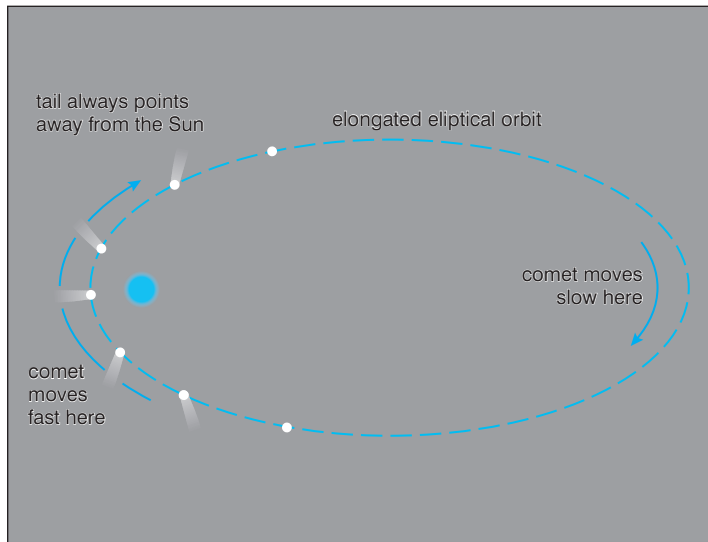 tail always points
away from the Sun
elongated eliptical orbit
comet moves
slow here
comet
moves
fast here